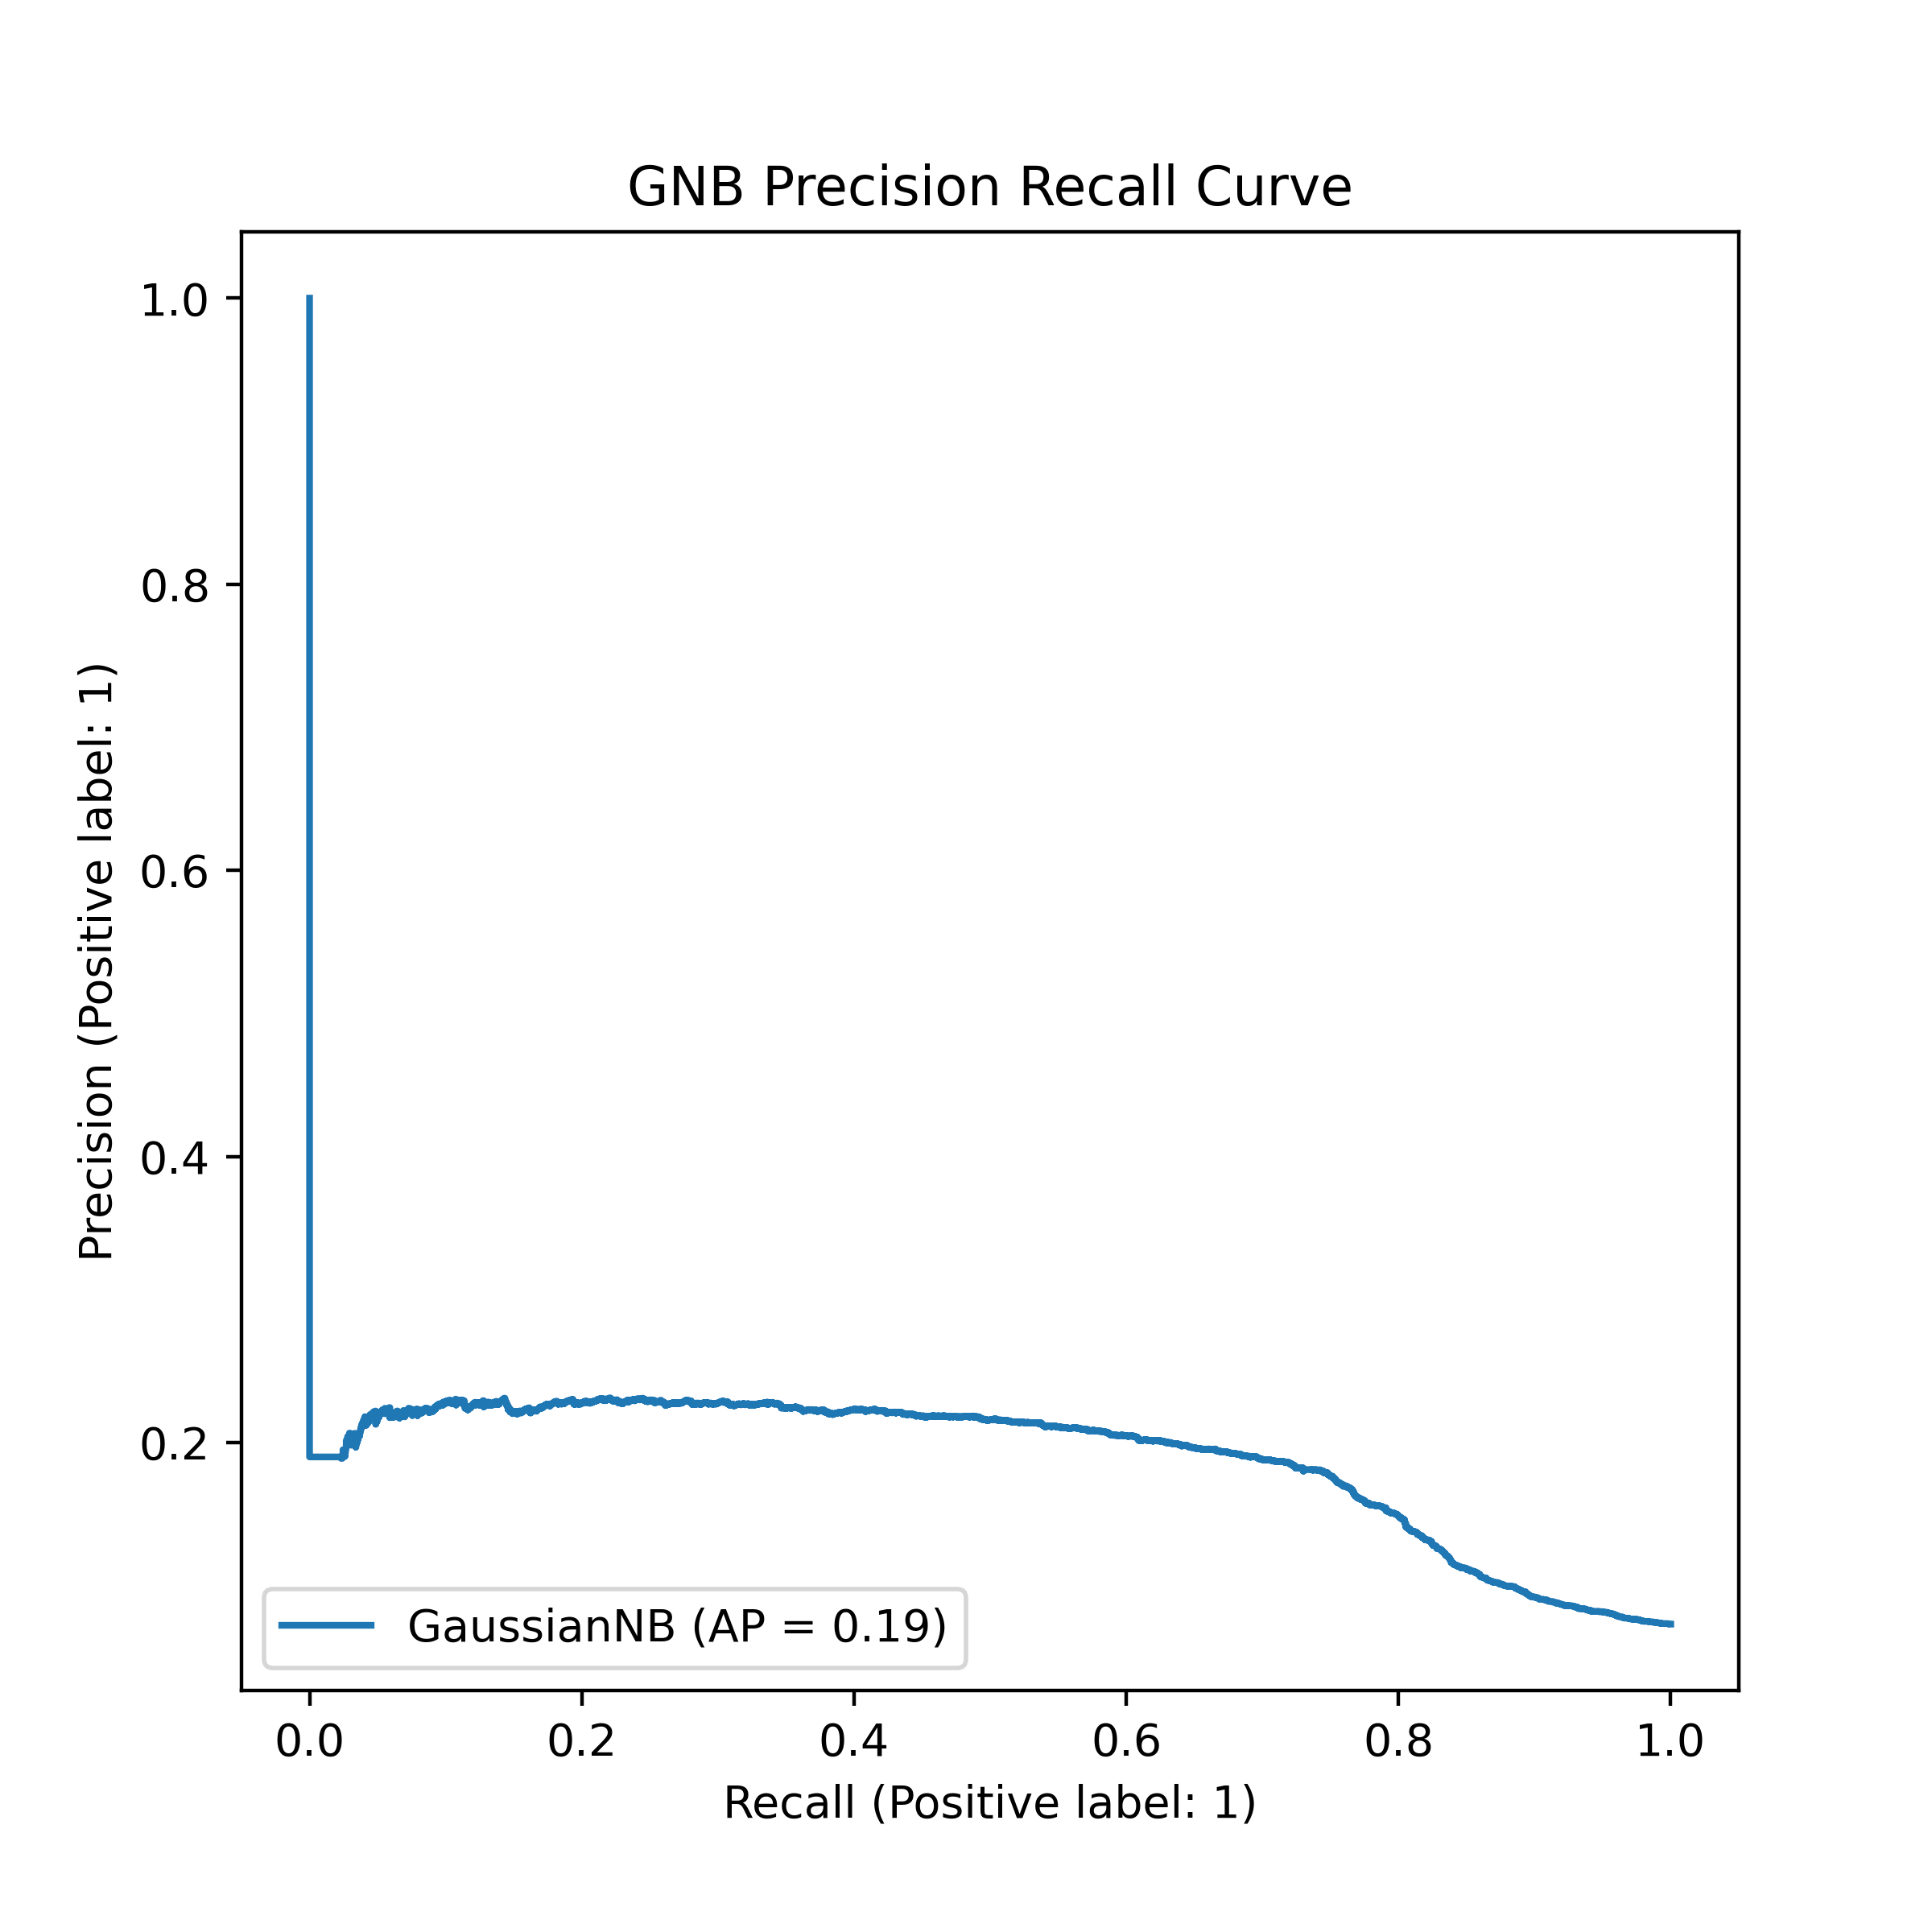 GNB Precision Recall Curve
1.0
0.8
0.6
0.4
0.2
Precision (Positive label: 1)
GaussianNB (AP = 0.19)
0.0 0.2 0.4 0.6 0.8 1.0
Recall (Positive label: 1)